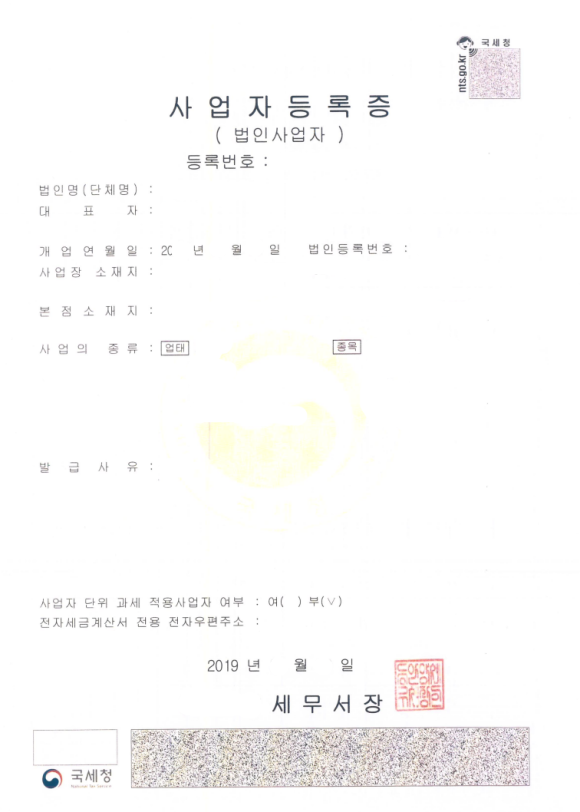 국세청
nts.go.kr
사업자등록증
( 법인사업자 )
등록번호 :
법인명(단체명) :
대 표 자 :
개 업 연 월 일 : 20 년 월 일 법인등록번호 :
사업장 소재지 :
본 점 소 재 지 :
사 업 의 종 류 : 업태 종목
발 급 사 유 :
사업자 단위 과세 적용사업자 여부 : 여( ) 부(∨)
전자세금계산서 전용 전자우편주소 :
2019 년 월 일
세 무 서 장
국세청
National Tax Service